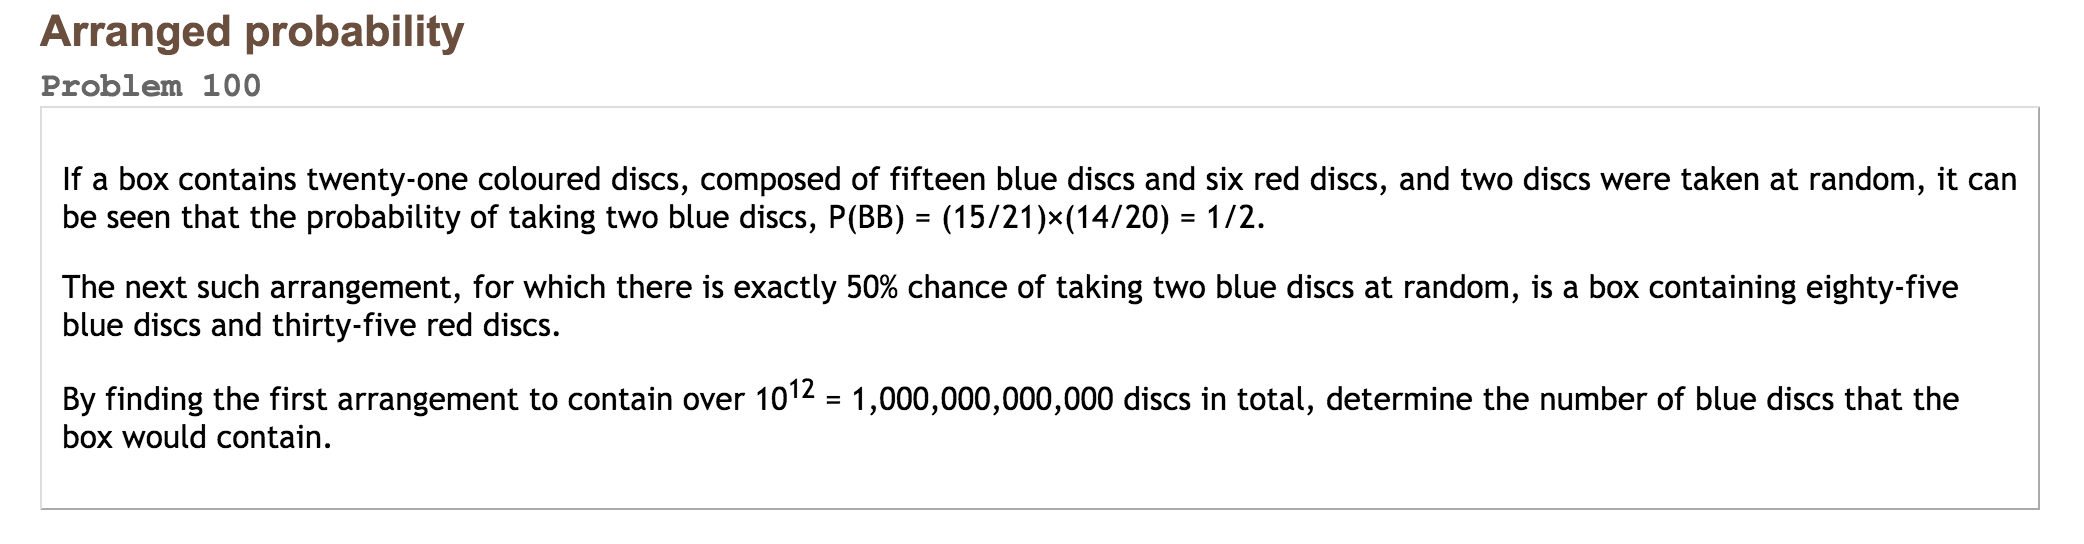 Arranged probability
Problem 100
If a box contains twenty-one coloured discs, composed of fifteen blue discs and six red discs, and two discs were taken at random, it can
be seen that the probability of taking two blue discs, P(BB) = (15/21)×(14/20) = 1/2.
The next such arrangement, for which there is exactly 50% chance of taking two blue discs at random, is a box containing eighty-five
blue discs and thirty-five red discs.
By finding the first arrangement to contain over 10¹² = 1,000,000,000,000 discs in total, determine the number of blue discs that the
box would contain.